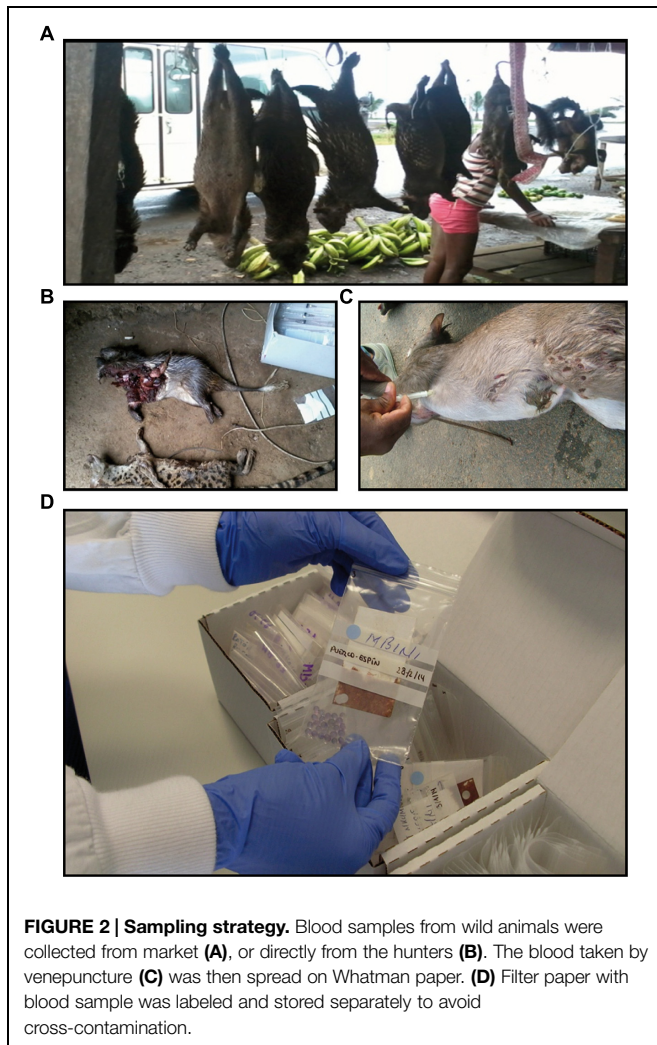 A
B
C
D
MBINI
PUERCO-ESPÍN
28/2/14
FIGURE 2 | Sampling strategy. Blood samples from wild animals were
collected from market (A), or directly from the hunters (B). The blood taken by
venepuncture (C) was then spread on Whatman paper. (D) Filter paper with
blood sample was labeled and stored separately to avoid
cross-contamination.